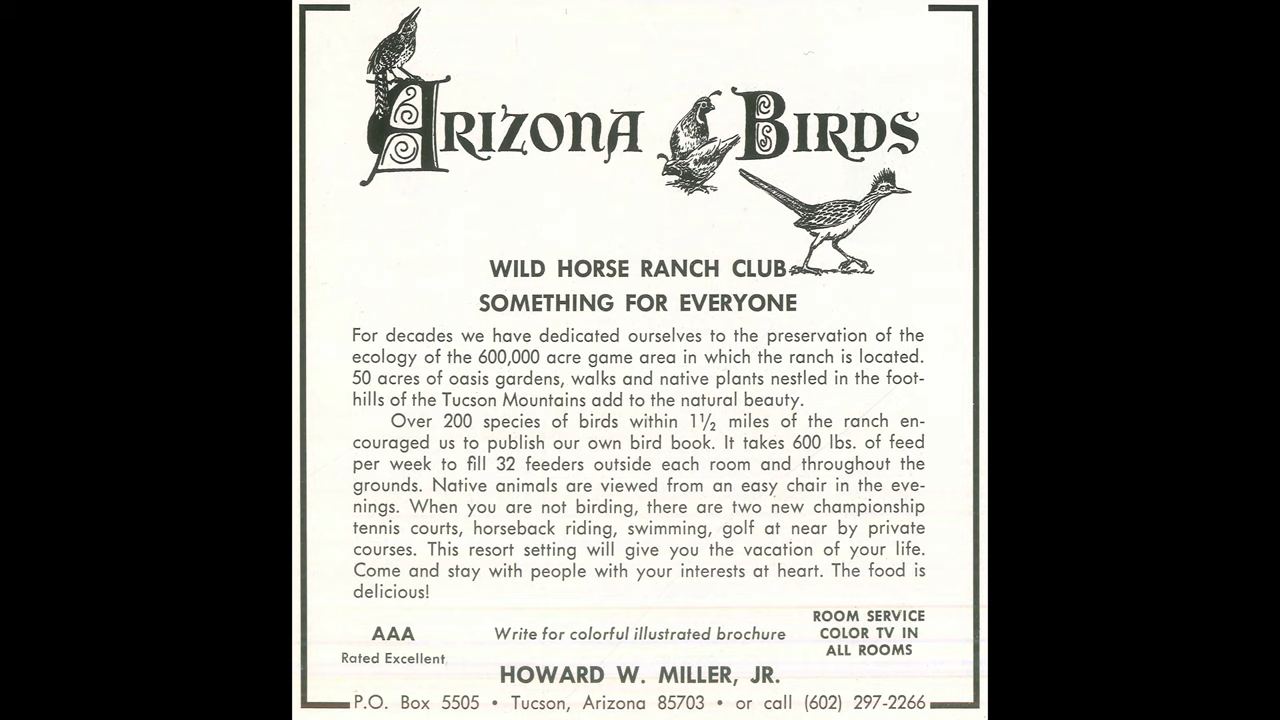 ARIZONA BIRDS
WILD HORSE RANCH CLUB
SOMETHING FOR EVERYONE
For decades we have dedicated ourselves to the preservation of the
ecology of the 600,000 acre game area in which the ranch is located.
50 acres of oasis gardens, walks and native plants nestled in the foot-
hills of the Tucson Mountains add to the natural beauty.
Over 200 species of birds within 1½ miles of the ranch en-
couraged us to publish our own bird book. It takes 600 lbs. of feed
per week to fill 32 feeders outside each room and throughout the
grounds. Native animals are viewed from an easy chair in the eve-
nings. When you are not birding, there are two new championship
tennis courts, horseback riding, swimming, golf at near by private
courses. This resort setting will give you the vacation of your life.
Come and stay with people with your interests at heart. The food is
delicious!
AAA
Rated Excellent
Write for colorful illustrated brochure
ROOM SERVICE
COLOR TV IN
ALL ROOMS
HOWARD W. MILLER, JR.
P.O. Box 5505 • Tucson, Arizona 85703 • or call (602) 297-2266